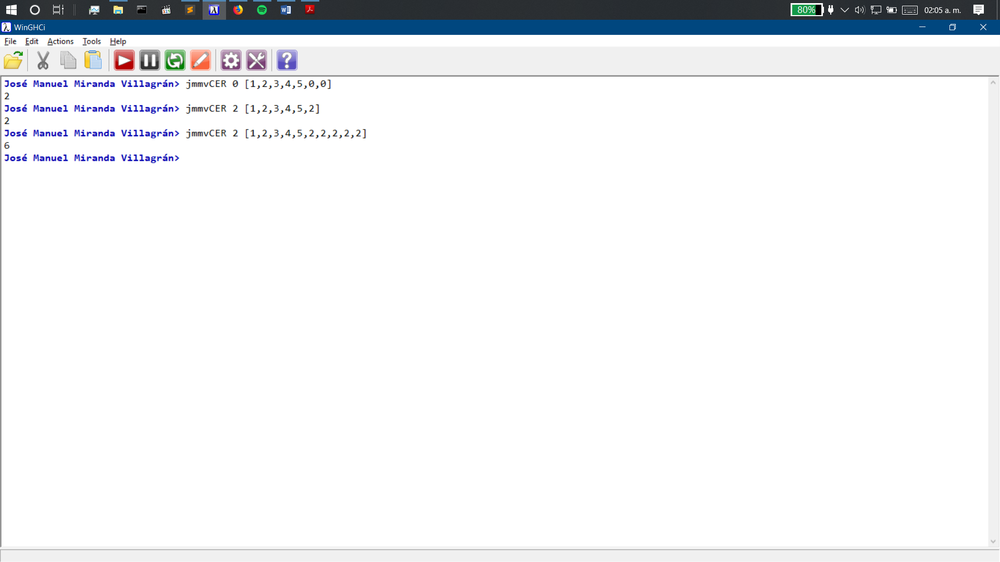 80% 02:05 a. m.
WinGHCi
File Edit Actions Tools Help
José Manuel Miranda Villagrán> jmmvCER 0 [1,2,3,4,5,0,0]
2
José Manuel Miranda Villagrán> jmmvCER 2 [1,2,3,4,5,2]
2
José Manuel Miranda Villagrán> jmmvCER 2 [1,2,3,4,5,2,2,2,2,2]
6
José Manuel Miranda Villagrán>